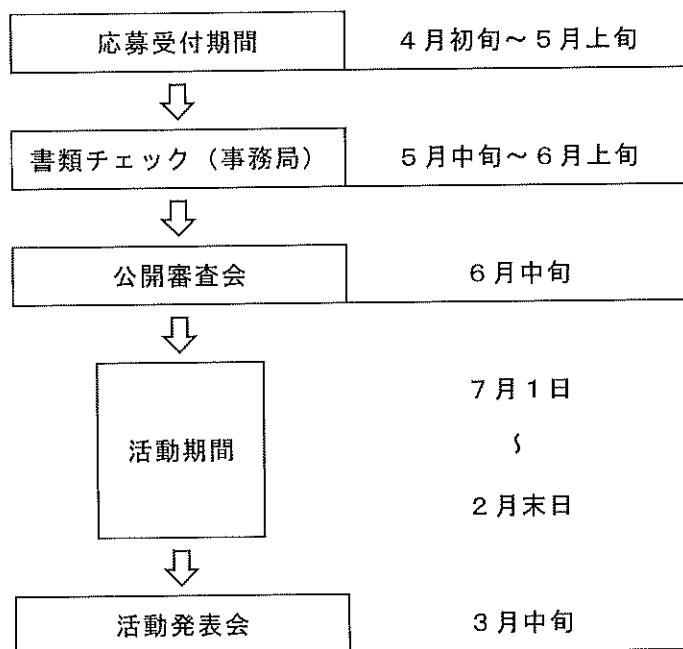 応募受付期間 4月初旬～5月上旬
書類チェック（事務局） 5月中旬～6月上旬
公開審査会 6月中旬
7月1日
活動期間 ～
2月末日
活動発表会 3月中旬